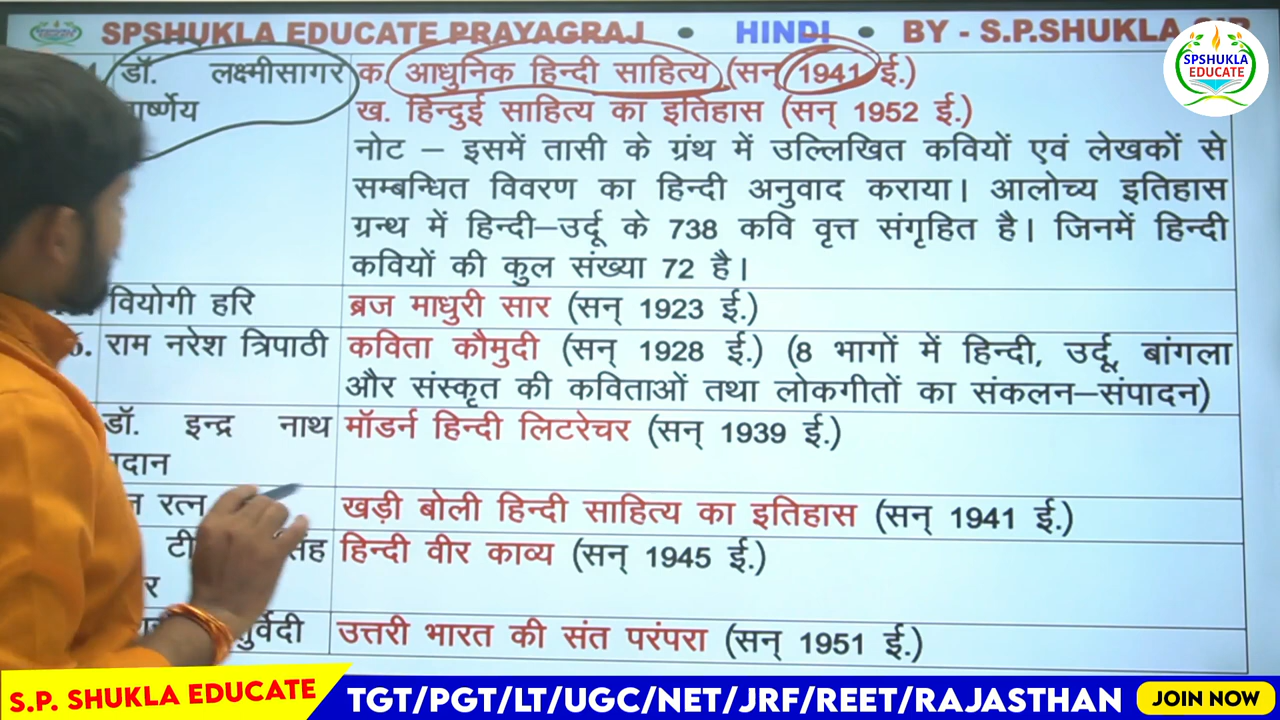 SPSHUKLA EDUCATE PRAYAGRAJ • HINDI • BY - S.P.SHUKLA
SPSHUKLA
EDUCATE
डॉ. लक्ष्मीसागर क. आधुनिक हिन्दी साहित्य (सन् 1941 ई.)
ख. हिन्दुई साहित्य का इतिहास (सन् 1952 ई.)
नोट – इसमें तासी के ग्रंथ में उल्लिखित कवियों एवं लेखकों से
सम्बन्धित विवरण का हिन्दी अनुवाद कराया। आलोच्य इतिहास
ग्रन्थ में हिन्दी–उर्दू के 738 कवि वृत्त संगृहित है। जिनमें हिन्दी
कवियों की कुल संख्या 72 है।
वियोगी हरि ब्रज माधुरी सार (सन् 1923 ई.)
राम नरेश त्रिपाठी कविता कौमुदी (सन् 1928 ई.) (8 भागों में हिन्दी, उर्दू, बांगला
और संस्कृत की कविताओं तथा लोकगीतों का संकलन–संपादन)
डॉ. इन्द्र नाथ मॉडर्न हिन्दी लिटरेचर (सन् 1939 ई.)
रत्न खड़ी बोली हिन्दी साहित्य का इतिहास (सन् 1941 ई.)
हिन्दी वीर काव्य (सन् 1945 ई.)
उत्तरी भारत की संत परंपरा (सन् 1951 ई.)
S.P. SHUKLA EDUCATE
TGT/PGT/LT/UGC/NET/JRF/REET/RAJASTHAN
JOIN NOW